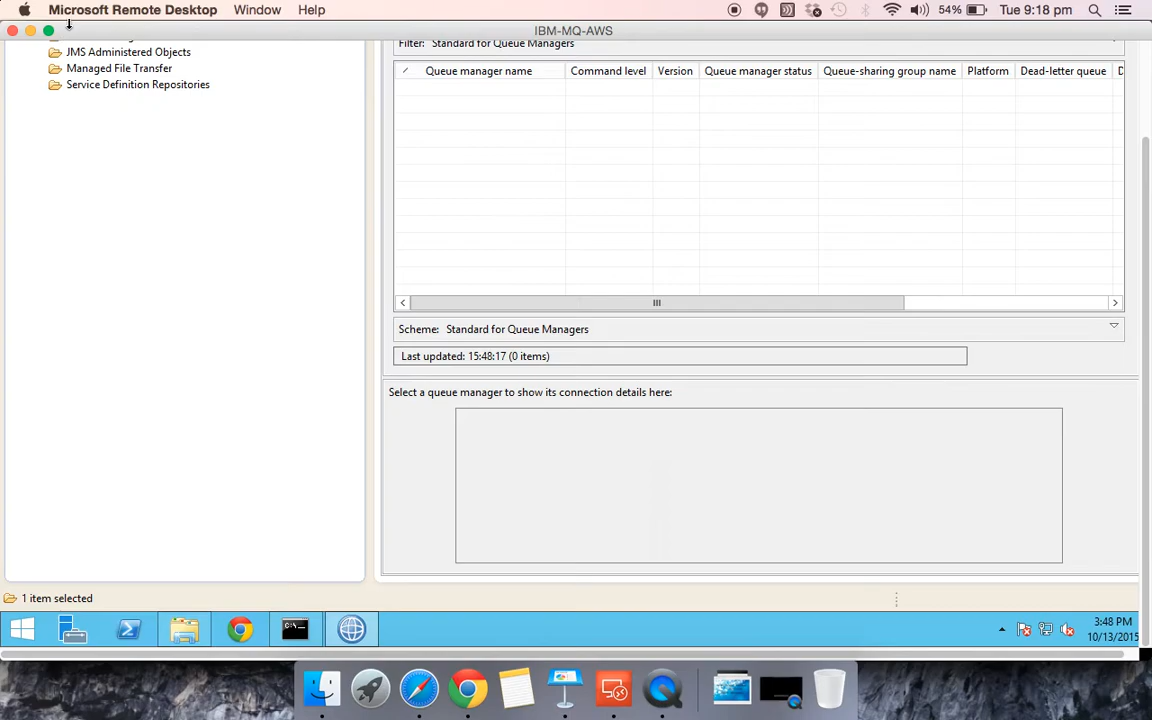 Microsoft Remote Desktop Window Help
54% Tue 9:18 pm
IBM-MQ-AWS
JMS Administered Objects
Managed File Transfer
Service Definition Repositories
Filter: Standard for Queue Managers
Queue manager name Command level Version Queue manager status Queue-sharing group name Platform Dead-letter queue
Scheme: Standard for Queue Managers
Last updated: 15:48:17 (0 items)
Select a queue manager to show its connection details here:
1 item selected
3:48 PM
10/13/2015